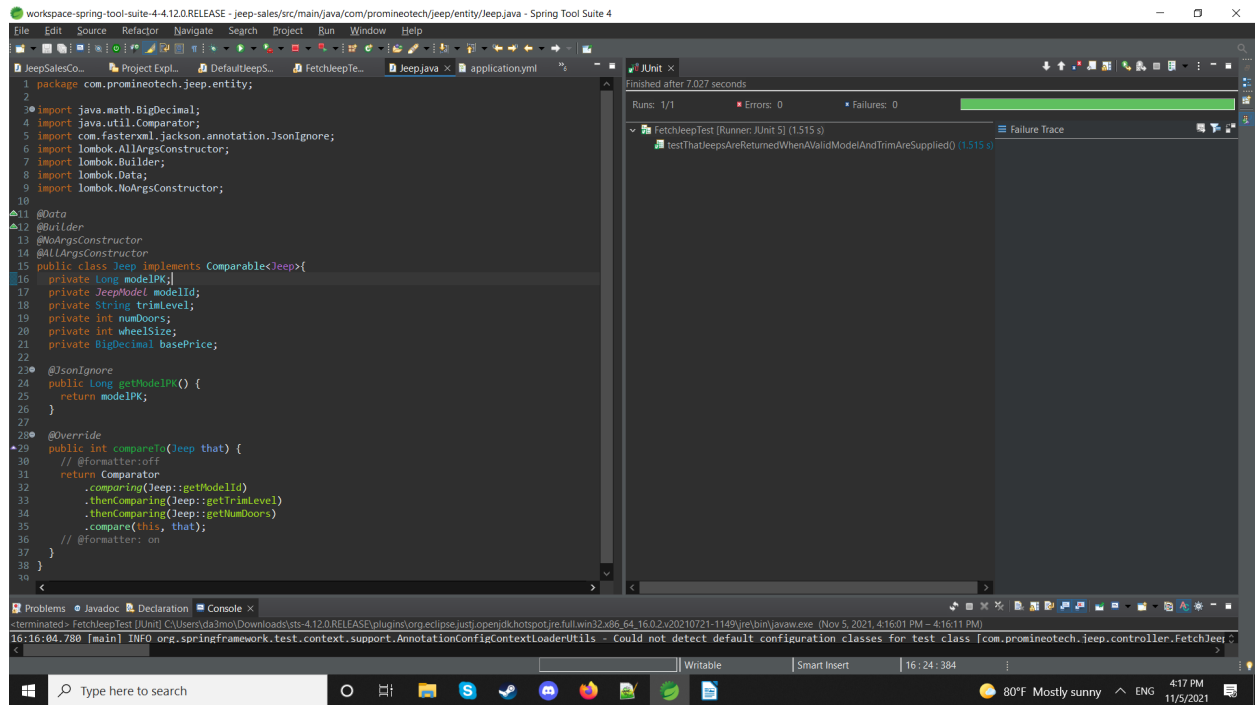 workspace-spring-tool-suite-4-4.12.0.RELEASE - jeep-sales/src/main/java/com/promineotech/jeep/entity/Jeep.java - Spring Tool Suite 4
File Edit Source Refactor Navigate Search Project Run Window Help
JeepSalesCo... Project Expl... DefaultJeepS... FetchJeepTe... Jeep.java application.yml 5
1 package com.promineotech.jeep.entity;
2
3 import java.math.BigDecimal;
4 import java.util.Comparator;
5 import com.fasterxml.jackson.annotation.JsonIgnore;
6 import lombok.AllArgsConstructor;
7 import lombok.Builder;
8 import lombok.Data;
9 import lombok.NoArgsConstructor;
10
11 @Data
12 @Builder
13 @NoArgsConstructor
14 @AllArgsConstructor
15 public class Jeep implements Comparable<Jeep>{
16 private Long modelPK;
17 private JeepModel modelId;
18 private String trimLevel;
19 private int numDoors;
20 private int wheelSize;
21 private BigDecimal basePrice;
22
23 @JsonIgnore
24 public Long getModelPK() {
25 return modelPK;
26 }
27
28 @Override
29 public int compareTo(Jeep that) {
30 // @formatter:off
31 return Comparator
32 .comparing(Jeep::getModelId)
33 .thenComparing(Jeep::getTrimLevel)
34 .thenComparing(Jeep::getNumDoors)
35 .compare(this, that);
36 // @formatter: on
37 }
38 }
39
JUnit
Finished after 7.027 seconds
Runs: 1/1 Errors: 0 Failures: 0
FetchJeepTest [Runner: JUnit 5] (1.515 s)
testThatJeepsAreReturnedWhenAValidModelAndTrimAreSupplied() (1.515 s)
Failure Trace
Problems Javadoc Declaration Console
<terminated> FetchJeepTest [JUnit] C:\Users\da3mo\Downloads\sts-4.12.0.RELEASE\plugins\org.eclipse.justj.openjdk.hotspot.jre.full.win32.x86_64_16.0.2.v20210721-1149\jre\bin\javaw.exe (Nov 5, 2021, 4:16:01 PM – 4:16:11 PM)
16:16:04.780 [main] INFO org.springframework.test.context.support.AnnotationConfigContextLoaderUtils - Could not detect default configuration classes for test class [com.promineotech.jeep.controller.FetchJeep
Writable Smart Insert 16 : 24 : 384
Type here to search
80°F Mostly sunny ENG
4:17 PM
11/5/2021